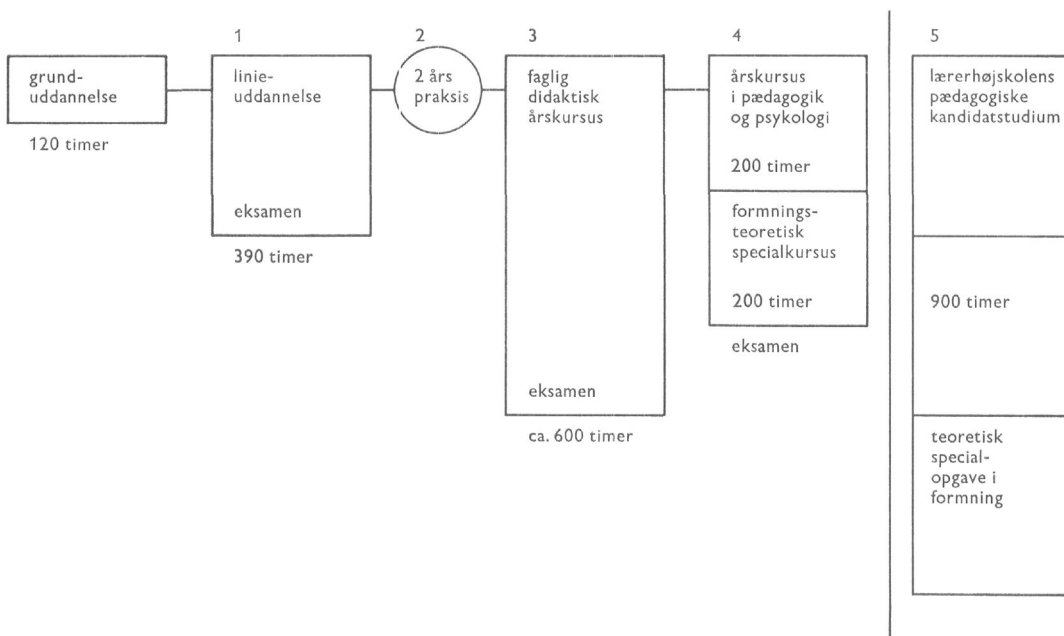 grund-
uddannelse
120 timer
1
linie-
uddannelse
eksamen
390 timer
2
2 års
praksis
3
faglig
didaktisk
årskursus
eksamen
ca. 600 timer
4
årskursus
i pædagogik
og psykologi
200 timer
formnings-
teoretisk
specialkursus
200 timer
eksamen
5
lærerhøjskolens
pædagogiske
kandidatstudium
900 timer
teoretisk
special-
opgave i
formning